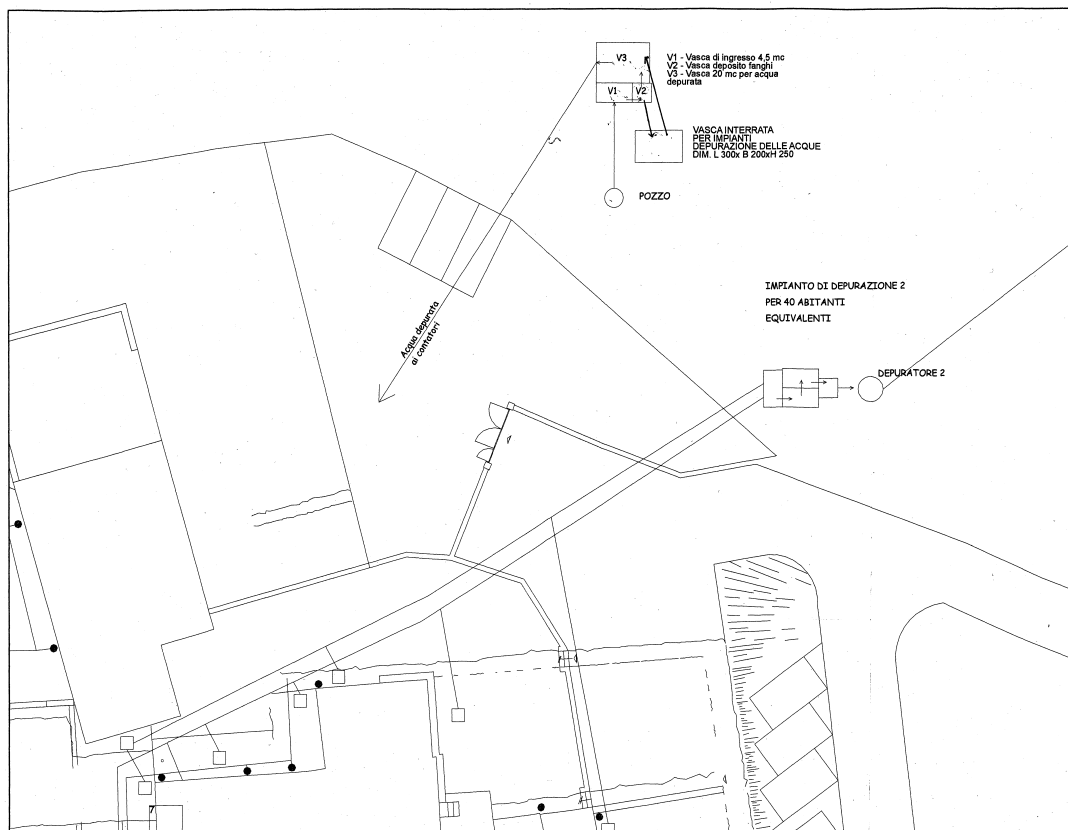 V3
V1
V2
V1 - Vasca di ingresso 4,5 mc
V2 - Vasca deposito fanghi
V3 - Vasca 20 mc per acqua
depurata
VASCA INTERRATA
PER IMPIANTI
DEPURAZIONE DELLE ACQUE
DIM. L 300x B 200xH 250
POZZO
IMPIANTO DI DEPURAZIONE 2
PER 40 ABITANTI
EQUIVALENTI
Acqua depurata
ai contatori
DEPURATORE 2
7